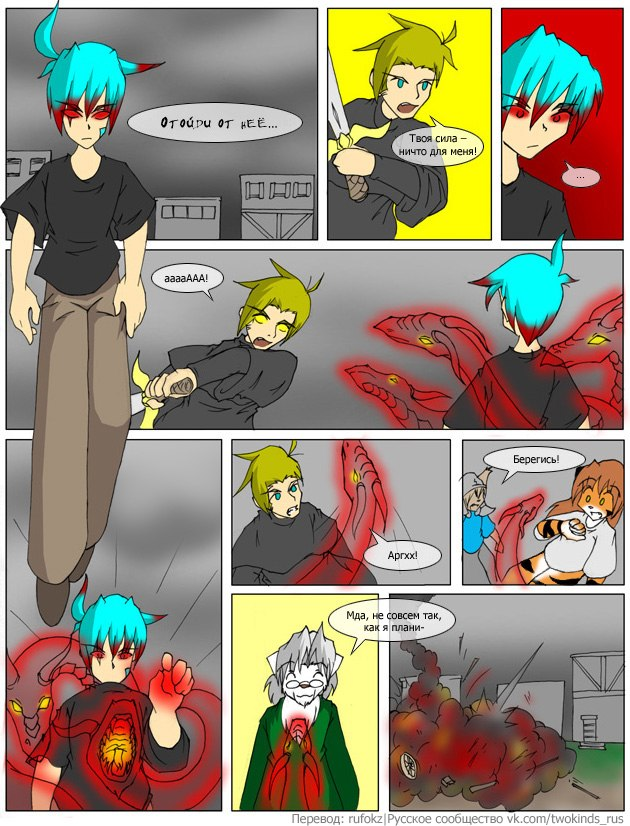 Отойди от неё...
Твоя сила –
ничто для меня!
...
ааааААА!
Аргхх!
Берегись!
Мда, не совсем так,
как я плани-
Перевод: rufokz|Русское сообщество vk.com/twokinds_rus